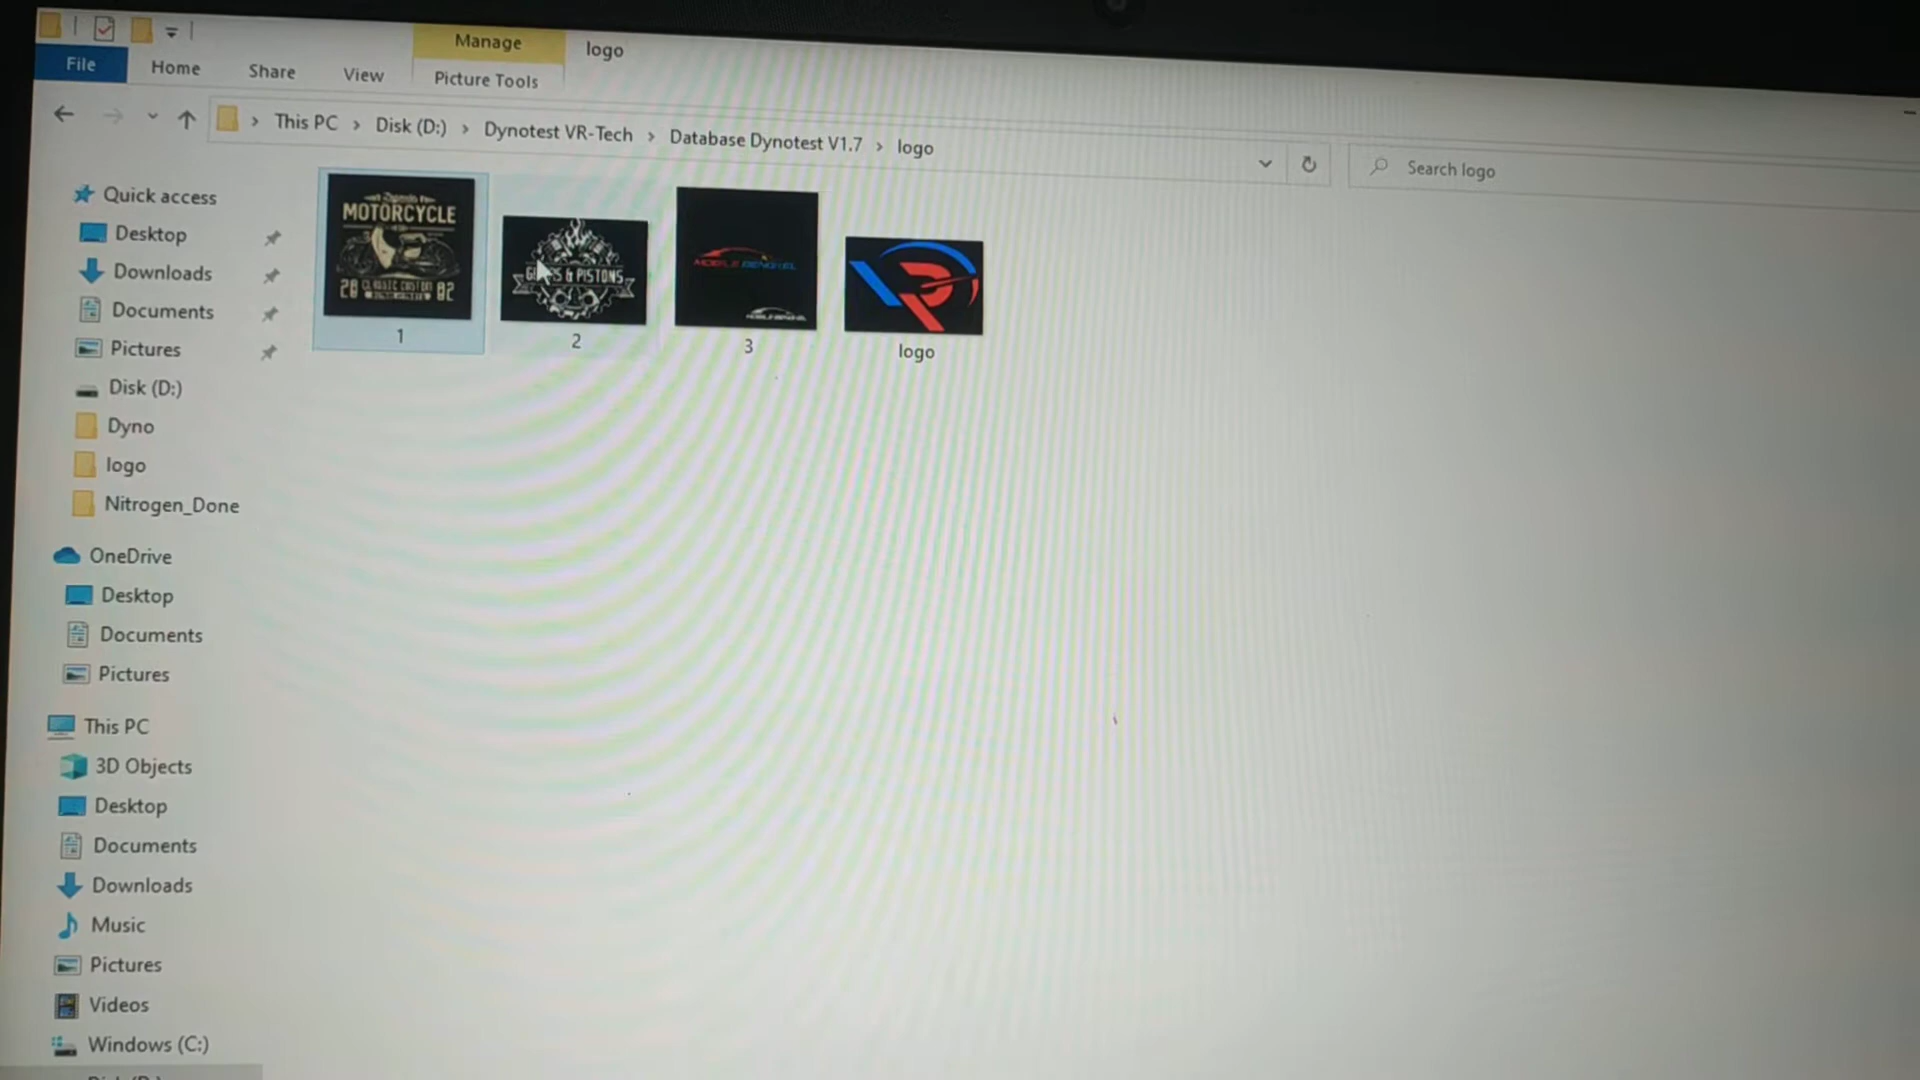 Manage
logo
File
Home
Share
View
Picture Tools
This PC
Disk (D:)
Dynotest VR-Tech
Database Dynotest V1.7
logo
Search logo
MOTORCYCLE
CLASSIC CUSTOM
& PISTONS
1
2
3
logo
Quick access
Desktop
Downloads
Documents
Pictures
Disk (D:)
Dyno
logo
Nitrogen_Done
OneDrive
Desktop
Documents
Pictures
This PC
3D Objects
Desktop
Documents
Downloads
Music
Pictures
Videos
Windows (C:)